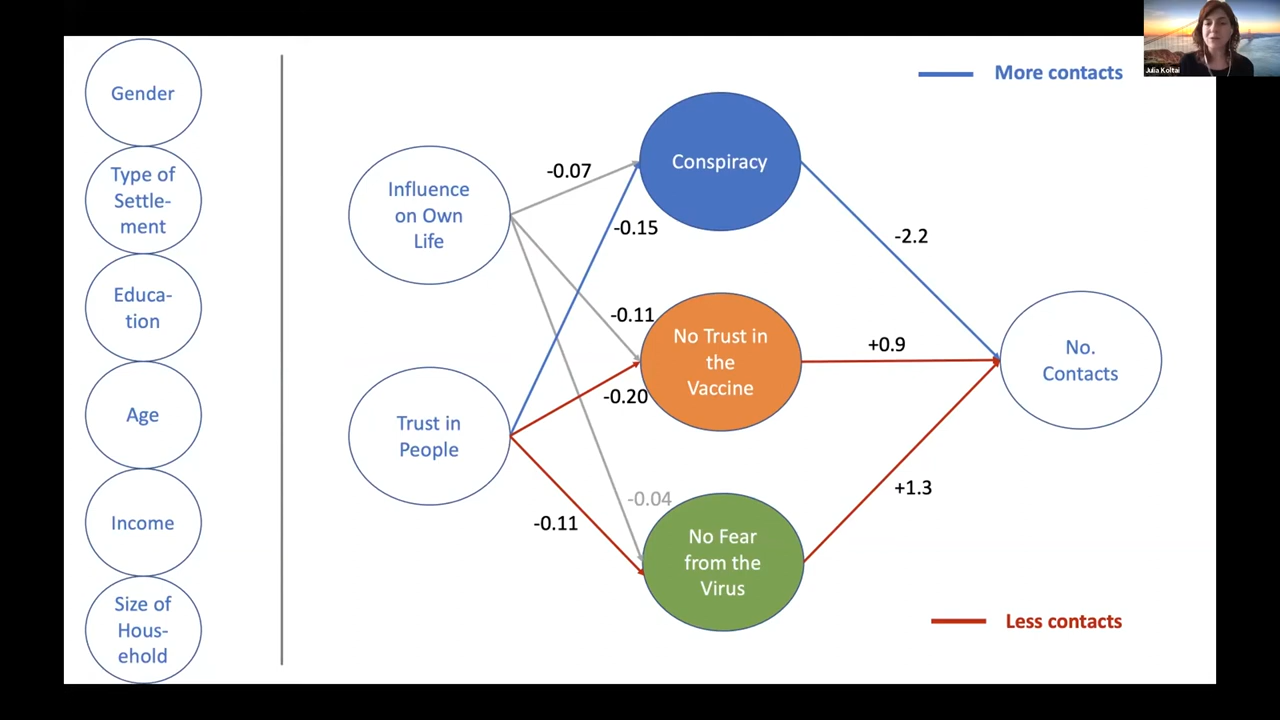 Gender
Type of
Settle-
ment
Educa-
tion
Age
Income
Size of
Hous-
ehold
Influence
on Own
Life
Trust in
People
-0.07
-0.15
-0.11
-0.20
-0.04
-0.11
Conspiracy
No Trust in
the
Vaccine
No Fear
from the
Virus
-2.2
+0.9
+1.3
No.
Contacts
More contacts
Less contacts
Julia Koltai